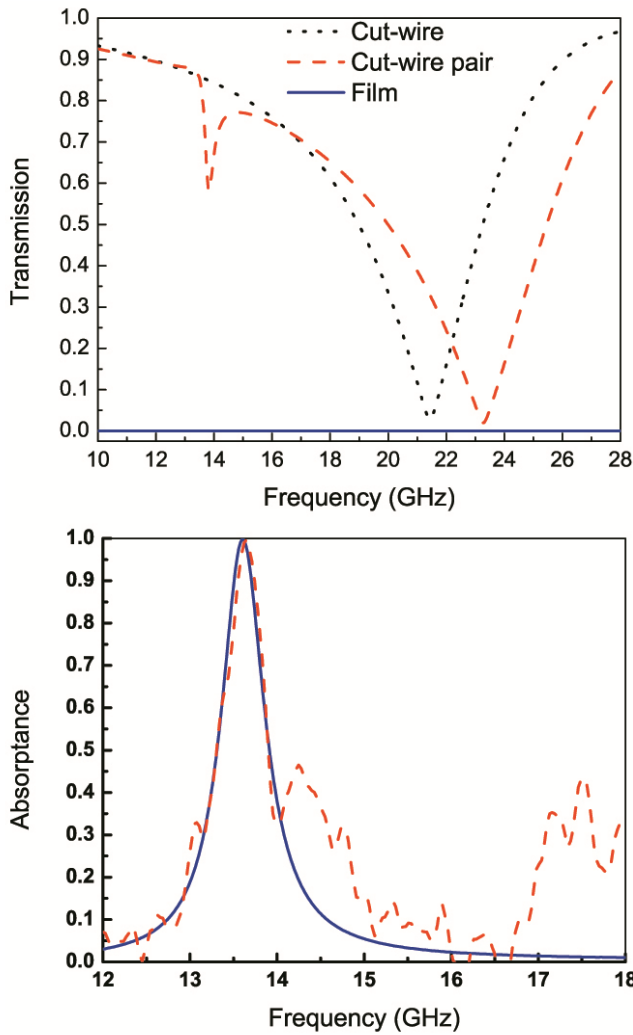 1.0
0.9
0.8
0.7
0.6
0.5
0.4
0.3
0.2
0.1
0.0
Transmission
Cut-wire
Cut-wire pair
Film
10 12 14 16 18 20 22 24 26 28
Frequency (GHz)
1.0
0.9
0.8
0.7
0.6
0.5
0.4
0.3
0.2
0.1
0.0
Absorptance
12 13 14 15 16 17 18
Frequency (GHz)